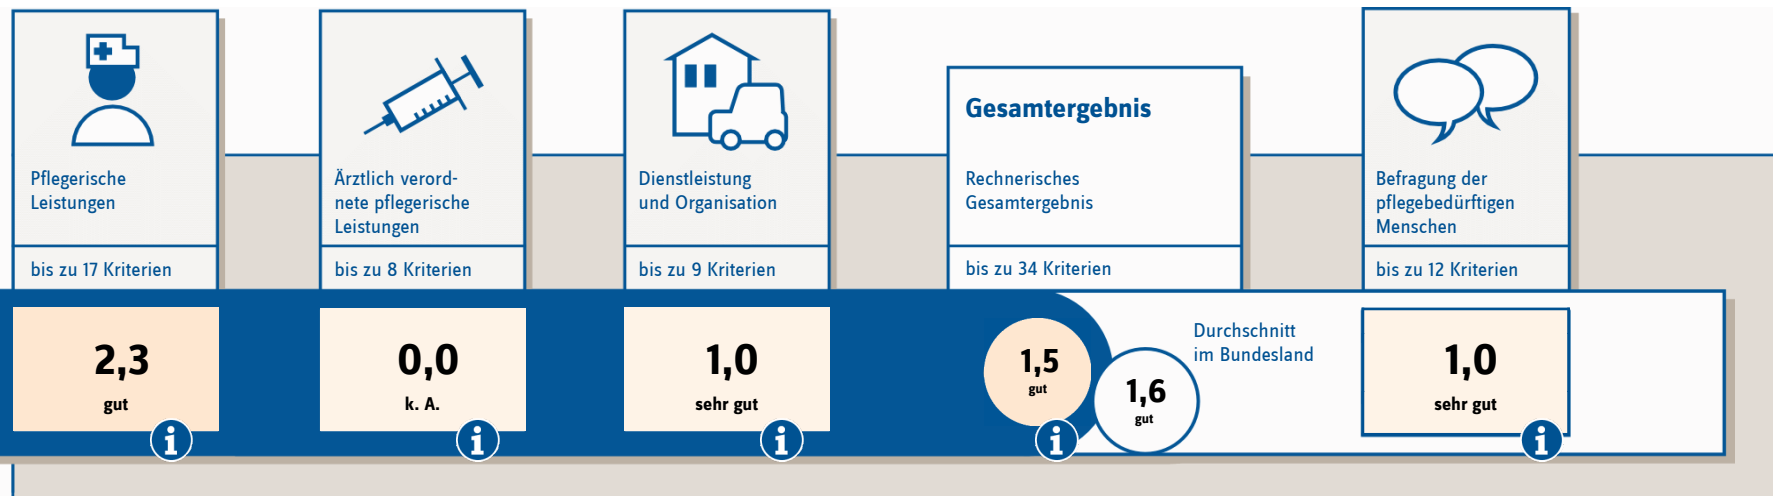 Pflegerische
Leistungen
bis zu 17 Kriterien
2,3
gut
Ärztlich verord-
nete pflegerische
Leistungen
bis zu 8 Kriterien
0,0
k. A.
Dienstleistung
und Organisation
bis zu 9 Kriterien
1,0
sehr gut
Gesamtergebnis
Rechnerisches
Gesamtergebnis
bis zu 34 Kriterien
1,5
gut
1,6
gut
Durchschnitt
im Bundesland
Befragung der
pflegebedürftigen
Menschen
bis zu 12 Kriterien
1,0
sehr gut